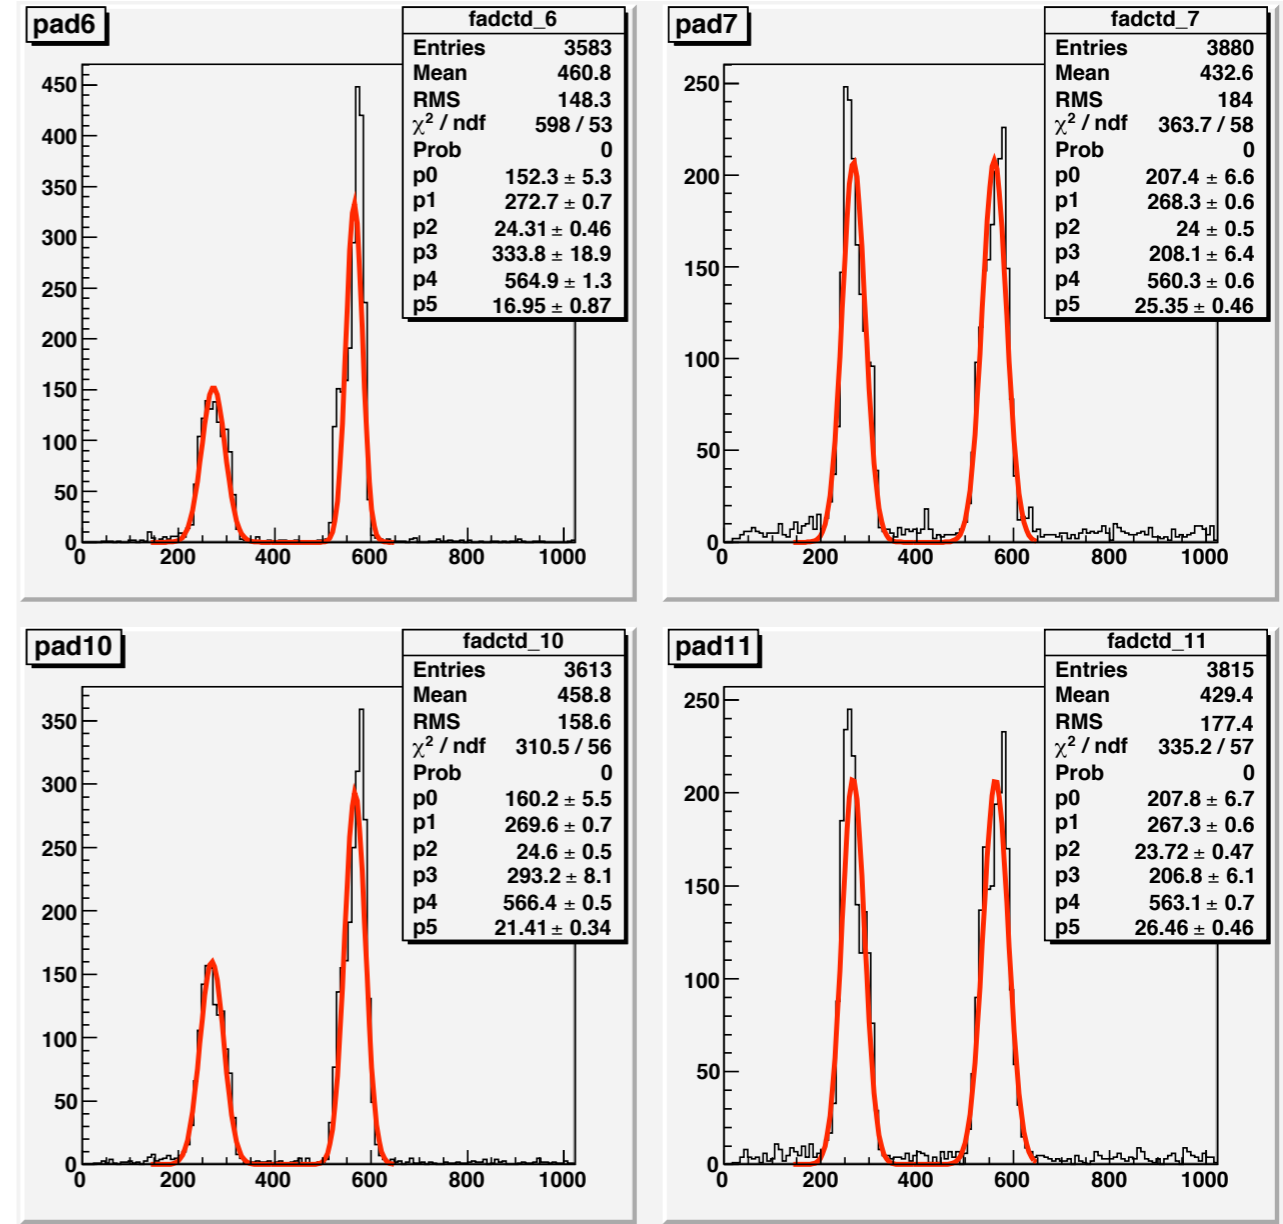 pad6
fadctd_6
Entries 3583
Mean 460.8
RMS 148.3
χ² / ndf 598 / 53
Prob 0
p0 152.3 ± 5.3
p1 272.7 ± 0.7
p2 24.31 ± 0.46
p3 333.8 ± 18.9
p4 564.9 ± 1.3
p5 16.95 ± 0.87
450
400
350
300
250
200
150
100
50
0
0 200 400 600 800 1000
pad7
fadctd_7
Entries 3880
Mean 432.6
RMS 184
χ² / ndf 363.7 / 58
Prob 0
p0 207.4 ± 6.6
p1 268.3 ± 0.6
p2 24 ± 0.5
p3 208.1 ± 6.4
p4 560.3 ± 0.6
p5 25.35 ± 0.46
250
200
150
100
50
0
0 200 400 600 800 1000
pad10
fadctd_10
Entries 3613
Mean 458.8
RMS 158.6
χ² / ndf 310.5 / 56
Prob 0
p0 160.2 ± 5.5
p1 269.6 ± 0.7
p2 24.6 ± 0.5
p3 293.2 ± 8.1
p4 566.4 ± 0.5
p5 21.41 ± 0.34
350
300
250
200
150
100
50
0
0 200 400 600 800 1000
pad11
fadctd_11
Entries 3815
Mean 429.4
RMS 177.4
χ² / ndf 335.2 / 57
Prob 0
p0 207.8 ± 6.7
p1 267.3 ± 0.6
p2 23.72 ± 0.47
p3 206.8 ± 6.1
p4 563.1 ± 0.7
p5 26.46 ± 0.46
250
200
150
100
50
0
0 200 400 600 800 1000